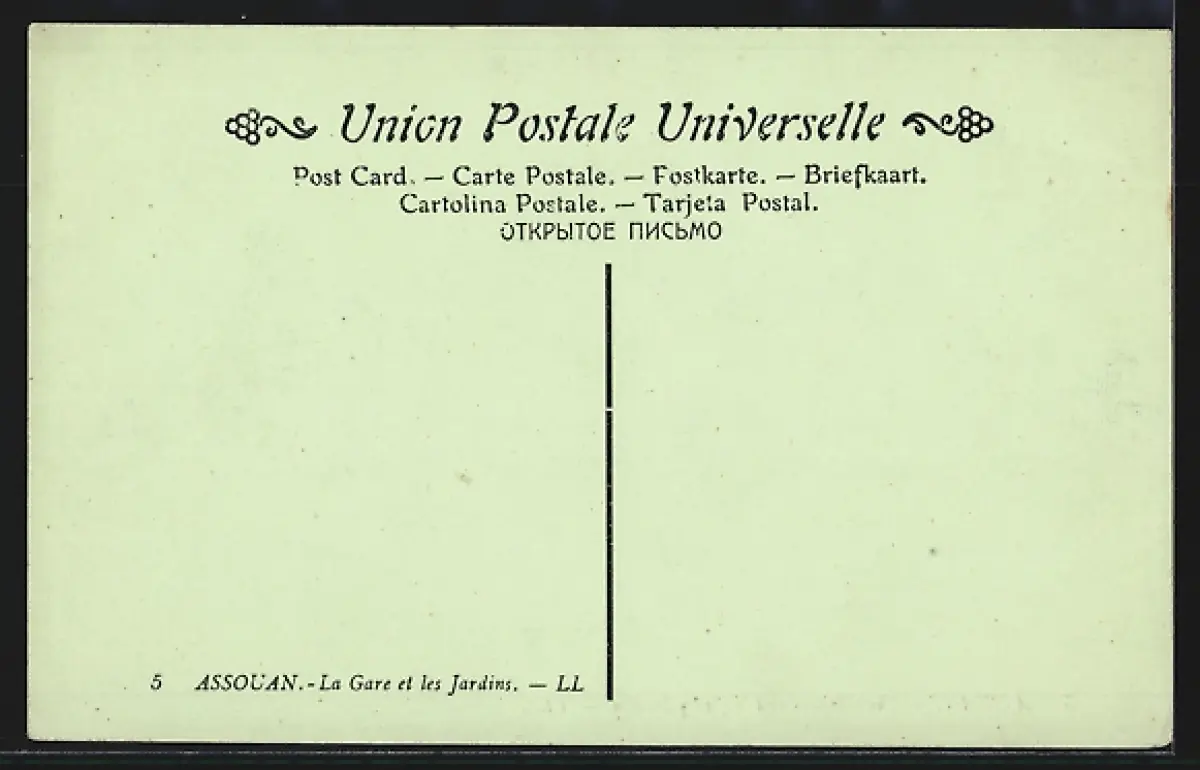 Union Postale Universelle
Post Card. — Carte Postale. — Postkarte. — Briefkaart.
Cartolina Postale. — Tarjeta Postal.
ОТКРЫТОЕ ПИСЬМО
5 ASSOUAN.-La Gare et les Jardins. — LL